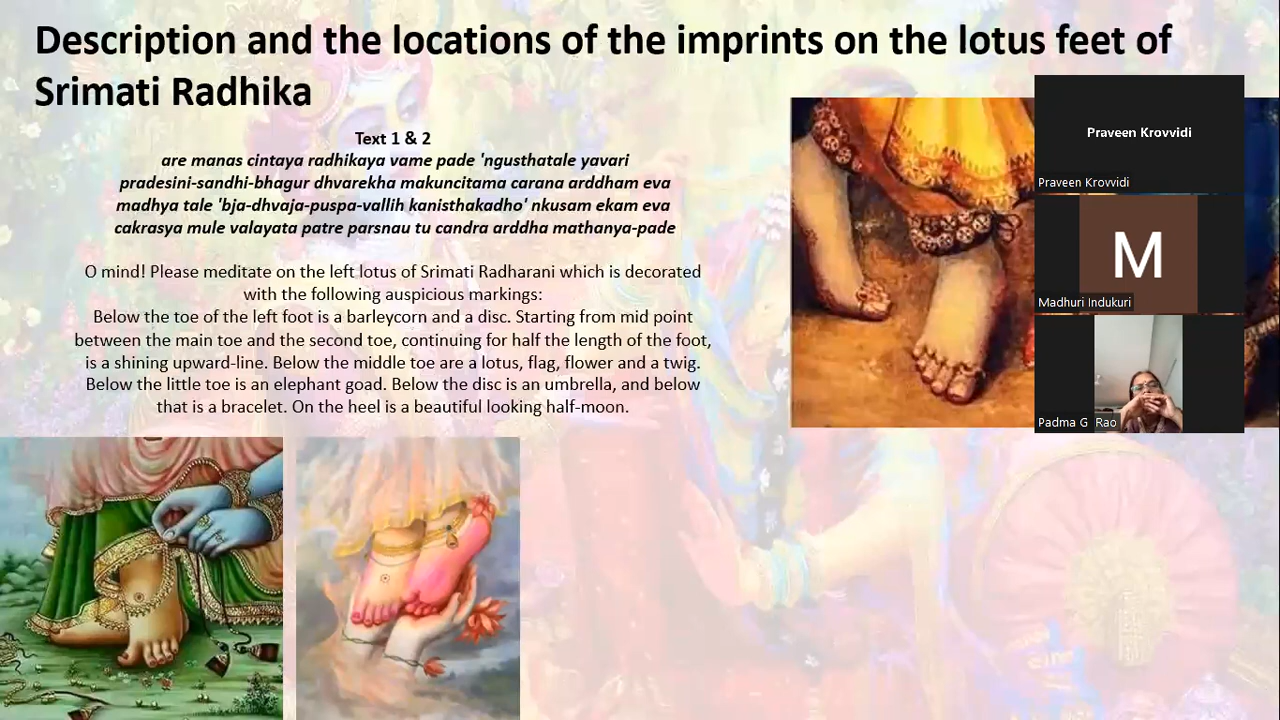 Description and the locations of the imprints on the lotus feet of
Srimati Radhika
Text 1 & 2
are manas cintaya radhikaya vame pade 'ngusthatale yavari
pradesini-sandhi-bhagur dhvarekha makuncitama carana arddham eva
madhya tale 'bja-dhvaja-puspa-vallih kanisthakadho' nkusam ekam eva
cakrasya mule valayata patre parsnau tu candra arddha mathanya-pade
O mind! Please meditate on the left lotus of Srimati Radharani which is decorated
with the following auspicious markings:
Below the toe of the left foot is a barleycorn and a disc. Starting from mid point
between the main toe and the second toe, continuing for half the length of the foot,
is a shining upward-line. Below the middle toe are a lotus, flag, flower and a twig.
Below the little toe is an elephant goad. Below the disc is an umbrella, and below
that is a bracelet. On the heel is a beautiful looking half-moon.
Praveen Krovvidi
Praveen Krovvidi
M
Madhuri Indukuri
Padma G Rao